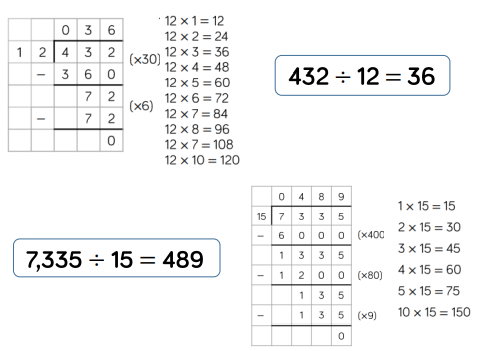 0 3 6
1 2 4 3 2 (×30)
− 3 6 0
7 2 (×6)
− 7 2
0
12 × 1 = 12
12 × 2 = 24
12 × 3 = 36
12 × 4 = 48
12 × 5 = 60
12 × 6 = 72
12 × 7 = 84
12 × 8 = 96
12 × 7 = 108
12 × 10 = 120
432 ÷ 12 = 36
7,335 ÷ 15 = 489
0 4 8 9
15 7 3 3 5
− 6 0 0 0 (×400
1 3 3 5
− 1 2 0 0 (×80)
1 3 5
− 1 3 5 (×9)
0
1 × 15 = 15
2 × 15 = 30
3 × 15 = 45
4 × 15 = 60
5 × 15 = 75
10 × 15 = 150